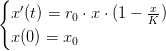 x′(t) = r₀ · x · (1 − x/K)
x(0) = x₀